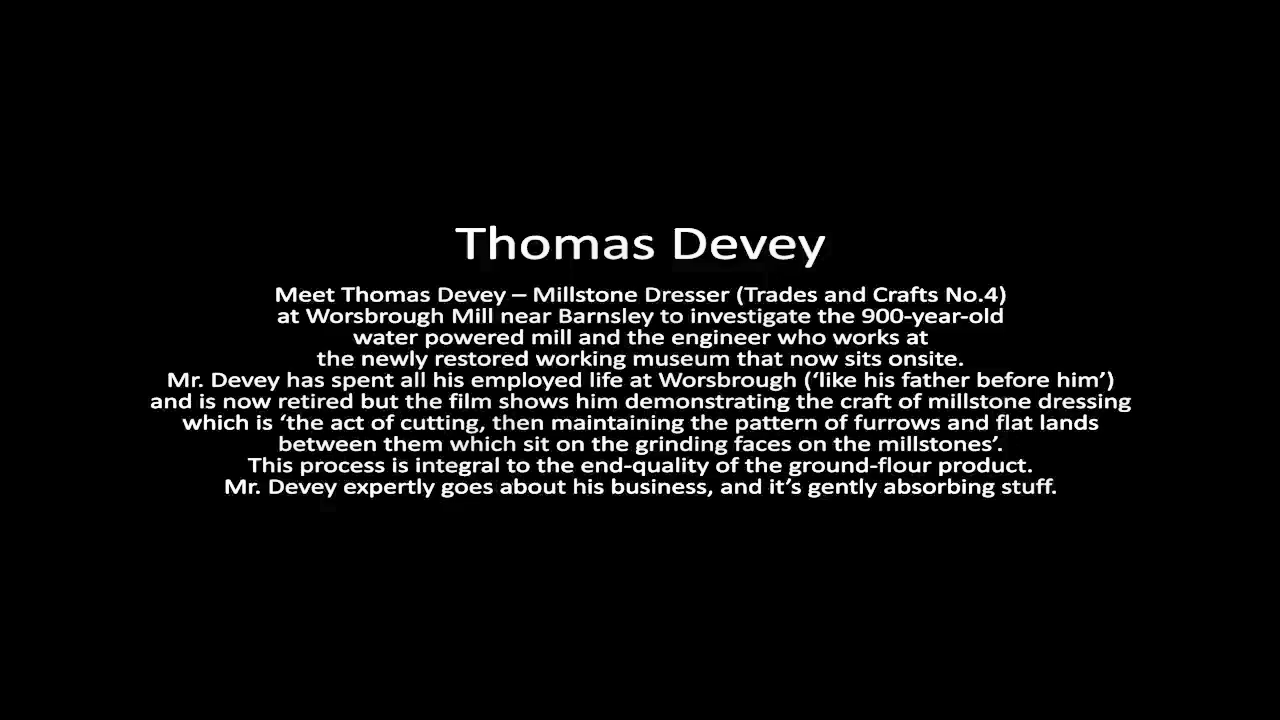 Thomas Devey
Meet Thomas Devey – Millstone Dresser (Trades and Crafts No.4)
at Worsbrough Mill near Barnsley to investigate the 900-year-old
water powered mill and the engineer who works at
the newly restored working museum that now sits onsite.
Mr. Devey has spent all his employed life at Worsbrough (‘like his father before him’)
and is now retired but the film shows him demonstrating the craft of millstone dressing
which is ‘the act of cutting, then maintaining the pattern of furrows and flat lands
between them which sit on the grinding faces on the millstones’.
This process is integral to the end-quality of the ground-flour product.
Mr. Devey expertly goes about his business, and it’s gently absorbing stuff.